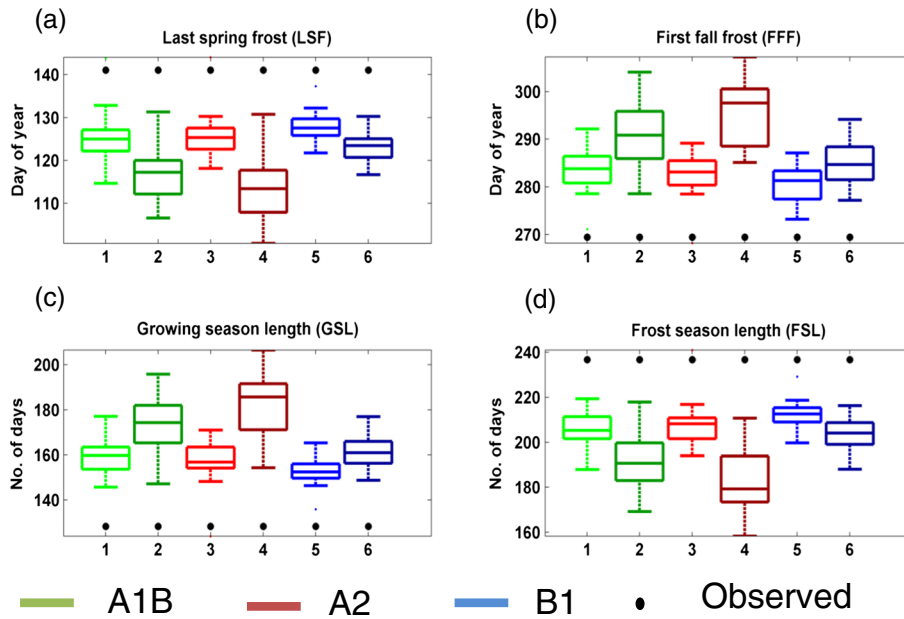 (a)
Last spring frost (LSF)
Day of year
140
130
120
110
1 2 3 4 5 6
(b)
First fall frost (FFF)
Day of year
300
290
280
270
1 2 3 4 5 6
(c)
Growing season length (GSL)
No. of days
200
180
160
140
1 2 3 4 5 6
(d)
Frost season length (FSL)
No. of days
240
220
200
180
160
1 2 3 4 5 6
A1B A2 B1 Observed